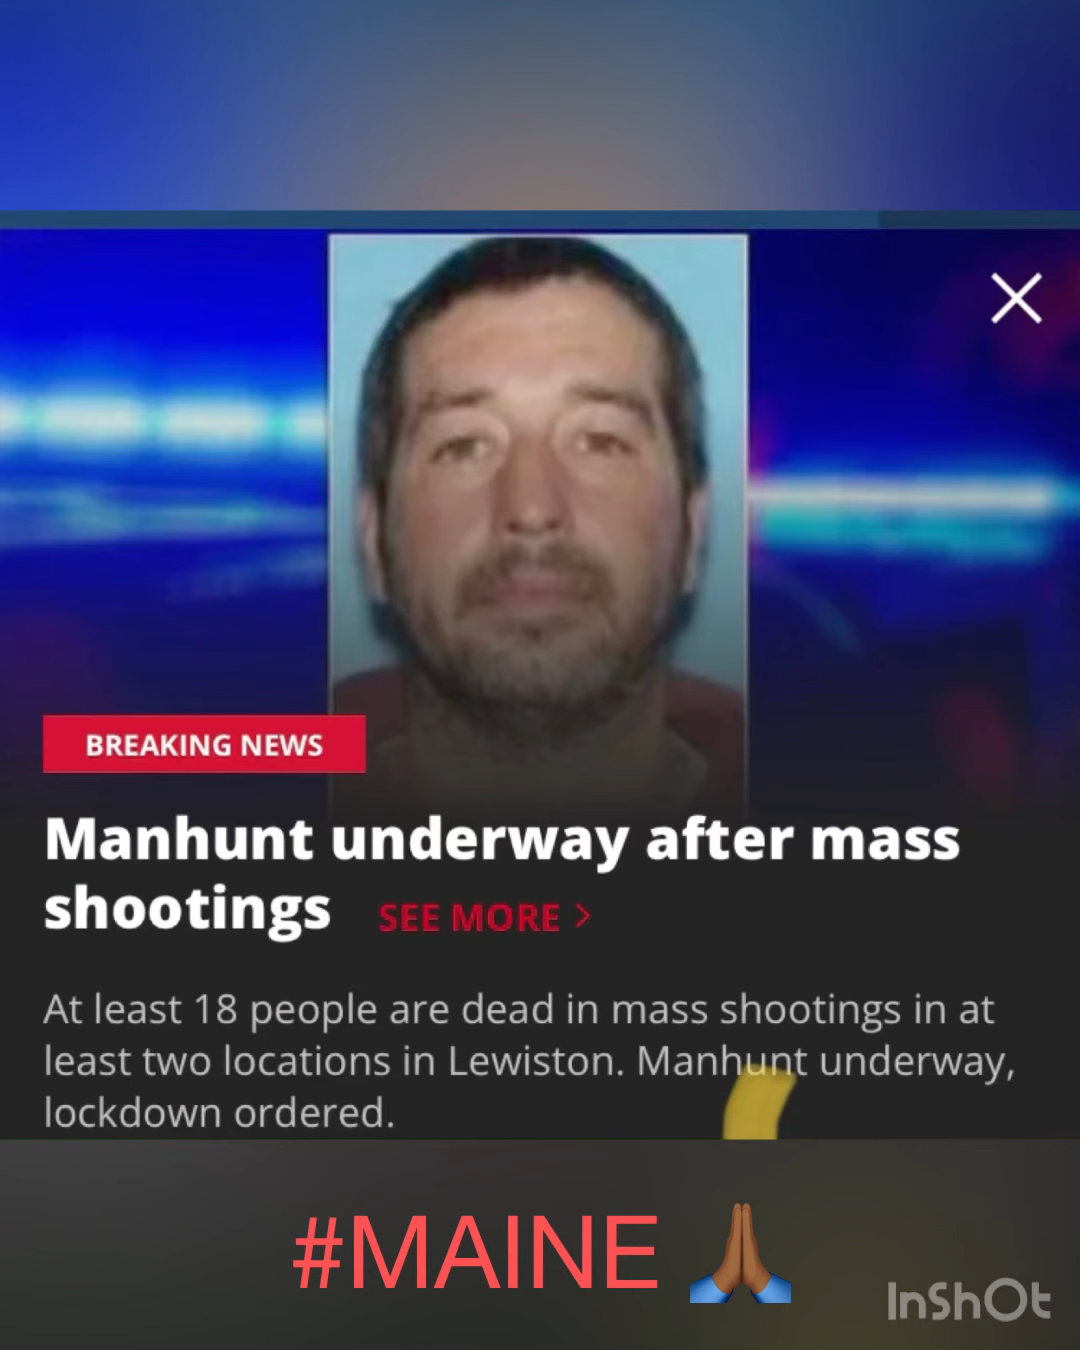 BREAKING NEWS
Manhunt underway after mass
shootings SEE MORE >
At least 18 people are dead in mass shootings in at
least two locations in Lewiston. Manhunt underway,
lockdown ordered.
#MAINE 🙏🏾
InShOt